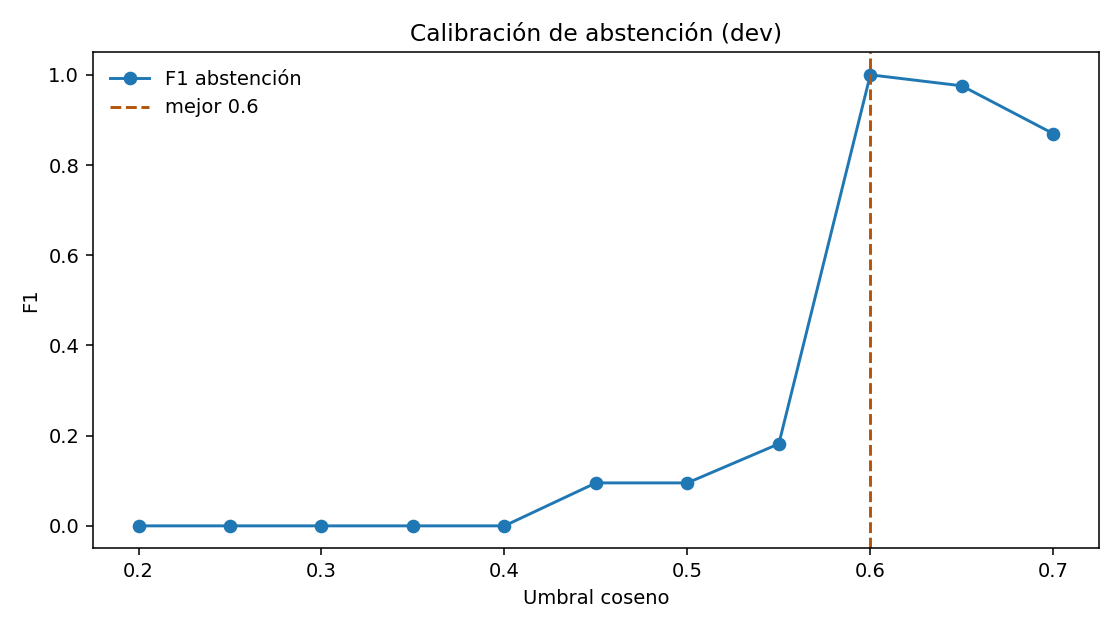 Calibración de abstención (dev)
F1 abstención
mejor 0.6
1.0
0.8
0.6
0.4
0.2
0.0
F1
0.2 0.3 0.4 0.5 0.6 0.7
Umbral coseno